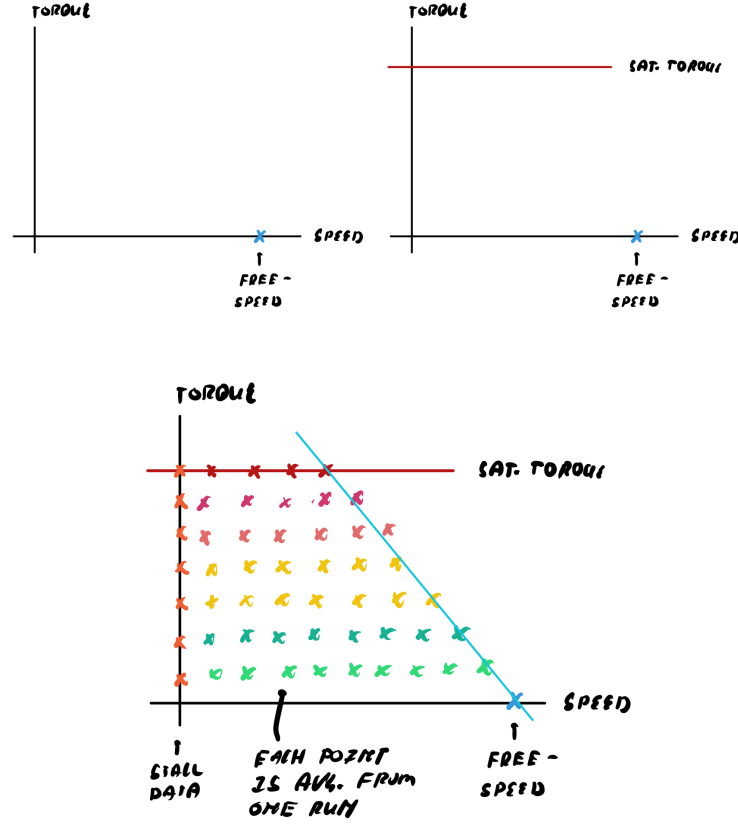 TORQUE
TORQUE
SAT. TORQUE
SPEED
SPEED
FREE -
SPEED
FREE -
SPEED
TORQUE
SAT. TORQUE
SPEED
STALL
DATA
EACH POINT
IS AVG. FROM
ONE RUN
FREE -
SPEED